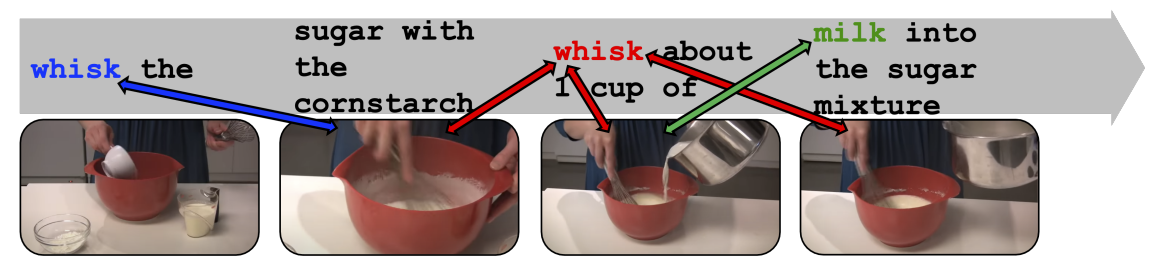 whisk the
sugar with
the
cornstarch
whisk about
1 cup of
milk into
the sugar
mixture